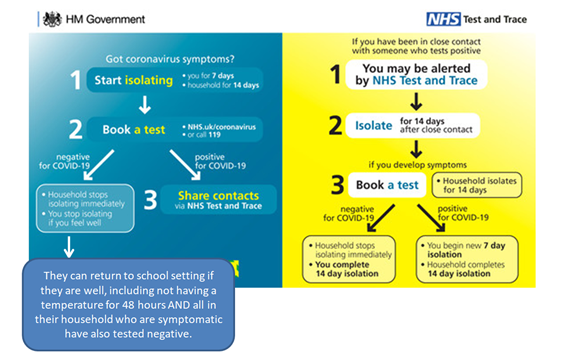 HM Government
NHS Test and Trace
Got coronavirus symptoms?
1 Start isolating
• you for 7 days
• household for 14 days
2 Book a test
• NHS.uk/coronavirus
• or call 119
negative
for COVID-19
positive
for COVID-19
• Household stops
isolating immediately
• You stop isolating
if you feel well
3 Share contacts
via NHS Test and Trace
They can return to school setting if
they are well, including not having a
temperature for 48 hours AND all in
their household who are symptomatic
have also tested negative.
If you have been in close contact
with someone who tests positive
1 You may be alerted
by NHS Test and Trace
2 Isolate
for 14 days
after close contact
if you develop symptoms
3 Book a test
• Household isolates
for 14 days
negative
for COVID-19
positive
for COVID-19
• Household stops
isolating immediately
• You complete
14 day isolation
• You begin new 7 day
isolation
• Household completes
14 day isolation